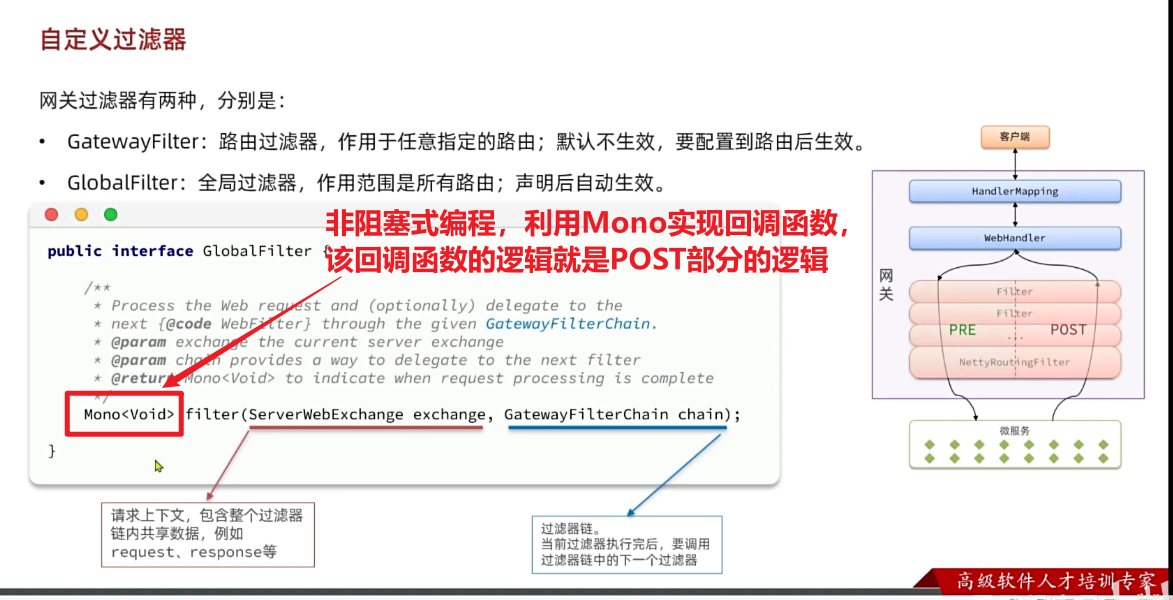 自定义过滤器
网关过滤器有两种，分别是：
• GatewayFilter：路由过滤器，作用于任意指定的路由；默认不生效，要配置到路由后生效。
• GlobalFilter：全局过滤器，作用范围是所有路由；声明后自动生效。
非阻塞式编程，利用Mono实现回调函数，
该回调函数的逻辑就是POST部分的逻辑
public interface GlobalFilter {
/**
* Process the Web request and (optionally) delegate to the
* next {@code WebFilter} through the given GatewayFilterChain.
* @param exchange the current server exchange
* @param chain provides a way to delegate to the next filter
* @return Mono<Void> to indicate when request processing is complete
*/
Mono<Void> filter(ServerWebExchange exchange, GatewayFilterChain chain);
}
请求上下文，包含整个过滤器
链内共享数据，例如
request、response等
过滤器链。
当前过滤器执行完后，要调用
过滤器链中的下一个过滤器
客户端
HandlerMapping
WebHandler
网
关
Filter
Filter
PRE
...
POST
NettyRoutingFilter
微服务
高级软件人才培训专家